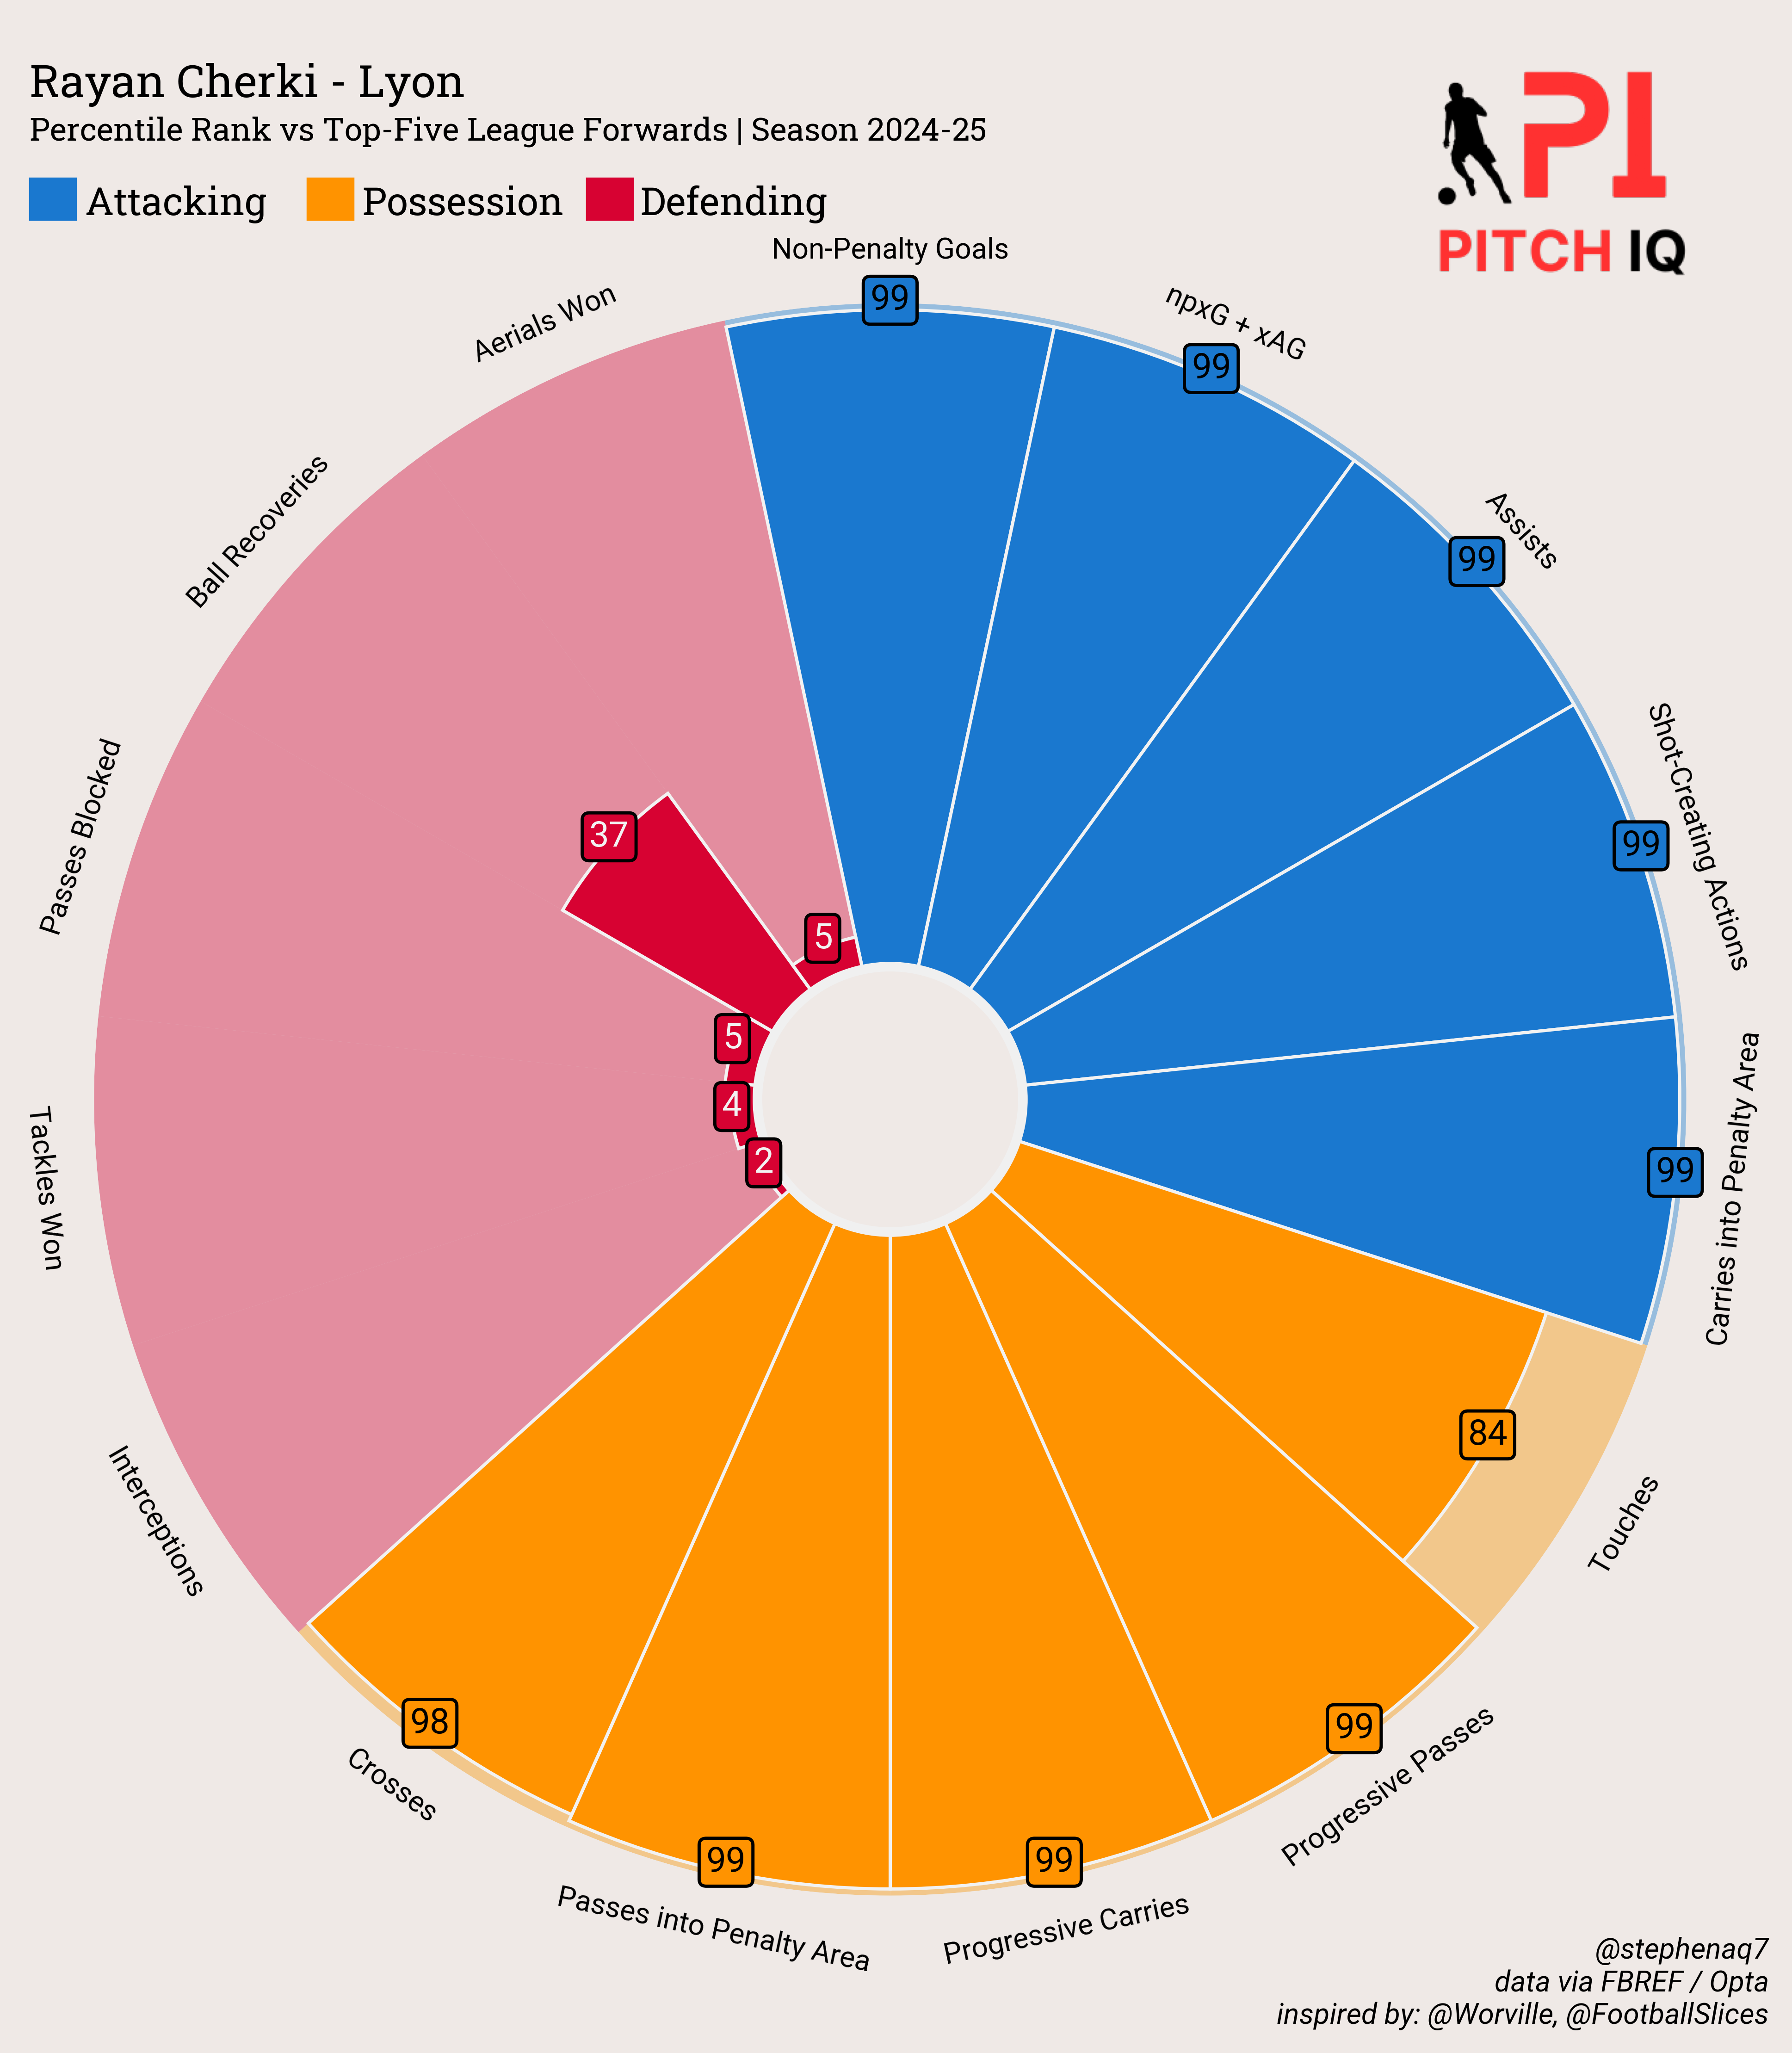 Rayan Cherki - Lyon
Percentile Rank vs Top-Five League Forwards | Season 2024-25
Attacking Possession Defending
PI
PITCH IQ
Non-Penalty Goals
99
npxG + xAG
99
Assists
99
Shot-Creating Actions
99
Carries into Penalty Area
99
Touches
84
Progressive Passes
99
Progressive Carries
99
Passes into Penalty Area
99
Crosses
98
Interceptions
2
Tackles Won
4
Passes Blocked
5
Ball Recoveries
37
Aerials Won
5
@stephenaq7
data via FBREF / Opta
inspired by: @Worville, @FootballSlices